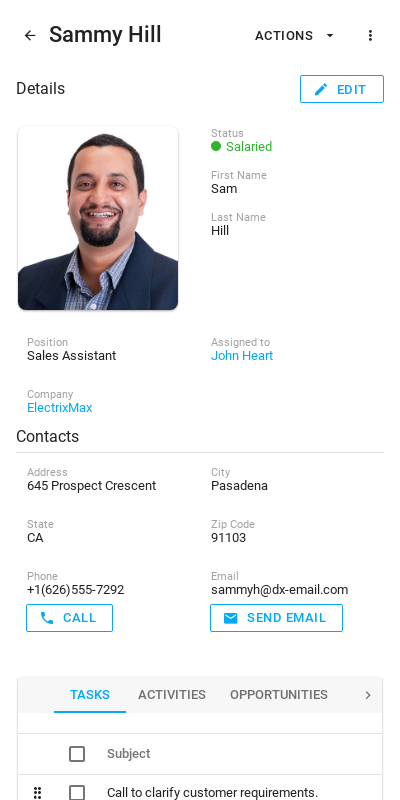 Sammy Hill
ACTIONS
Details
EDIT
Status
Salaried
First Name
Sam
Last Name
Hill
Position
Sales Assistant
Assigned to
John Heart
Company
ElectrixMax
Contacts
Address
645 Prospect Crescent
City
Pasadena
State
CA
Zip Code
91103
Phone
+1(626)555-7292
Email
sammyh@dx-email.com
CALL
SEND EMAIL
TASKS ACTIVITIES OPPORTUNITIES
Subject
Call to clarify customer requirements.